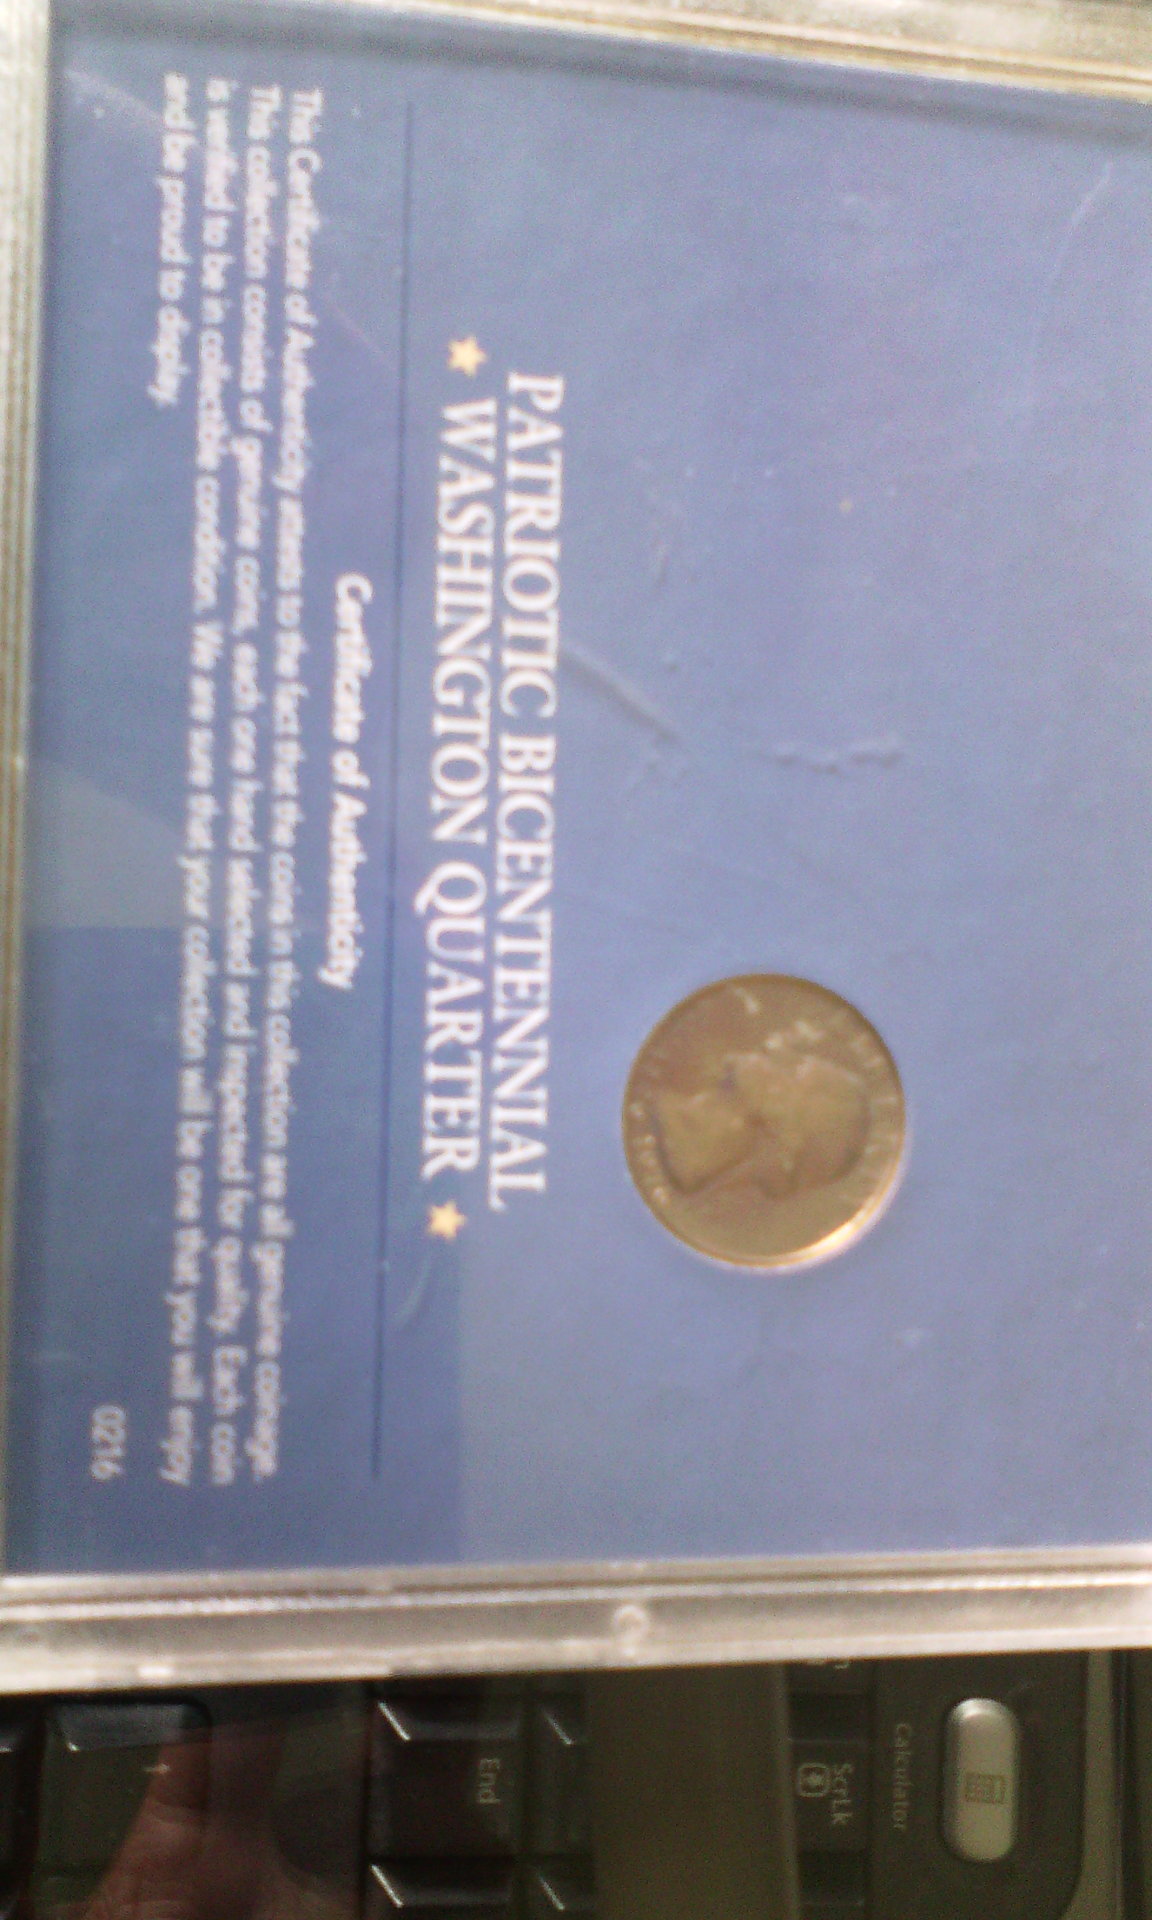 PATRIOTIC BICENTENNIAL
WASHINGTON QUARTER
Certificate of Authenticity
This Certificate of Authenticity attests to the fact that the coins in this collection are all genuine coinage.
This collection consists of genuine coins, each one hand selected and inspected for quality. Each coin
is verified to be in collectible condition. We are sure that your collection will be one that you will enjoy
and be proud to display.
0216
Calculator
ScrLk
End